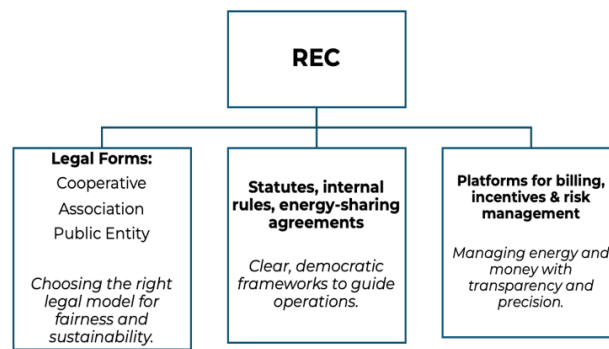 REC
Legal Forms:
Cooperative
Association
Public Entity
Choosing the right
legal model for
fairness and
sustainability.
Statutes, internal
rules, energy-sharing
agreements
Clear, democratic
frameworks to guide
operations.
Platforms for billing,
incentives & risk
management
Managing energy and
money with
transparency and
precision.